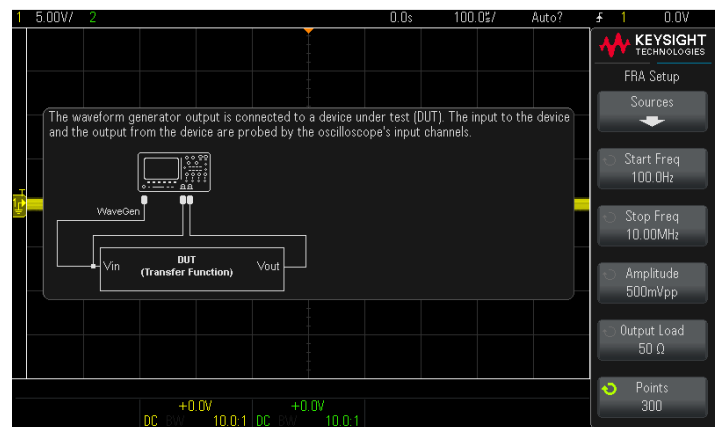 1 5.00V/ 2 0.0s 100.0㎲/ Auto? 1 0.0V
KEYSIGHT
TECHNOLOGIES
FRA Setup
Sources
Start Freq
100.0Hz
Stop Freq
10.00MHz
Amplitude
500mVpp
Output Load
50 Ω
Points
300
The waveform generator output is connected to a device under test (DUT). The input to the device
and the output from the device are probed by the oscilloscope's input channels.
WaveGen
Vin
DUT
(Transfer Function)
Vout
+0.0V +0.0V
DC BW 10.0:1 DC BW 10.0:1